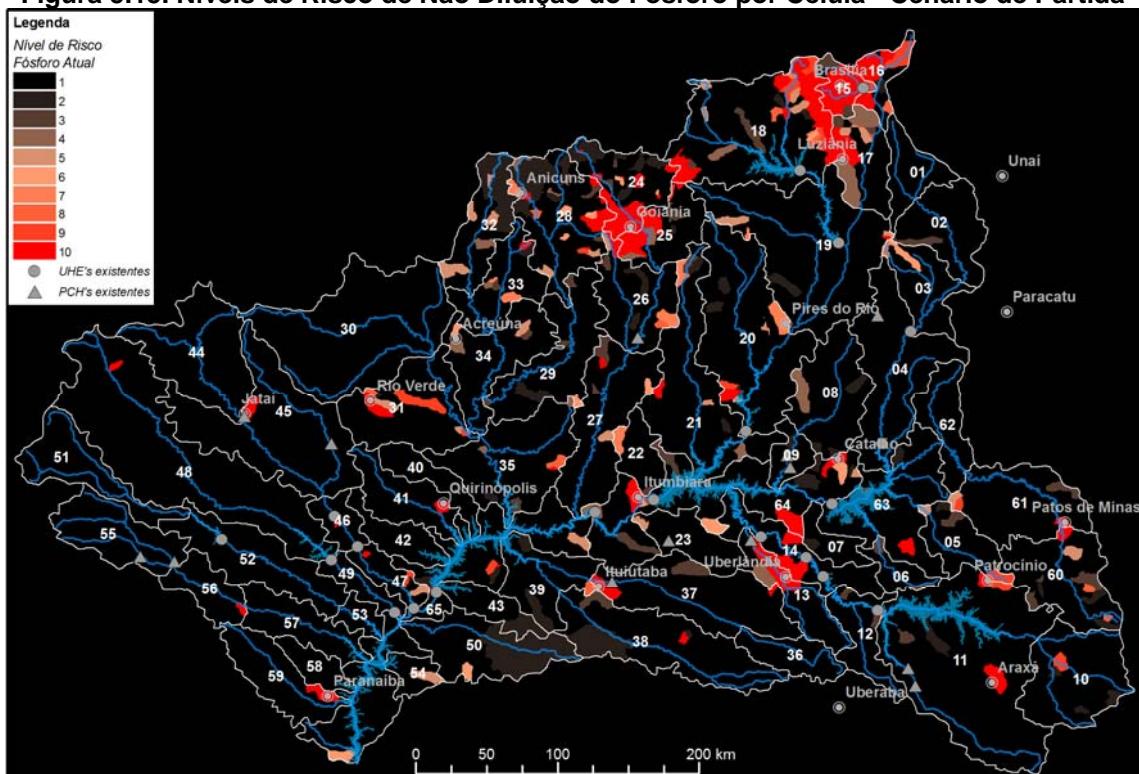 Figura Níveis de Risco de Não Diluição do Fósforo por Célula - Cenário de Partida
Legenda
Nível de Risco
Fósforo Atual
1
2
3
4
5
6
7
8
9
10
UHE's existentes
PCH's existentes
16
Brasília
15
18
Luziânia
17
01
Unaí
24
Anicuns
28
32
02
Goiânia
25
19
33
03
26
Paracatu
30
Pires do Rio
Acreúna
20
34
44
29
04
Rio Verde
08
31
Jataí
45
27
21
62
51
48
40
35
22
09
Catalão
41
Quirinópolis
Itumbiara
63
61
64
Patos de Minas
46
42
23
05
55
52
07
14
Uberlândia
49
47
Ituiutaba
06
Patrocínio
60
56
39
37
13
53
65
43
57
12
50
38
36
11
58
54
59
Paranaíba
Araxá
10
Uberaba
0 50 100 200 km